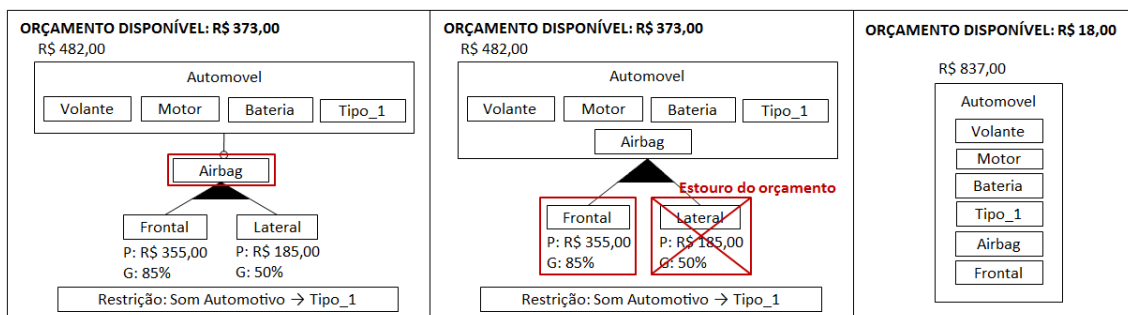 ORÇAMENTO DISPONÍVEL: R$ 373,00
R$ 482,00
Automovel
Volante
Motor
Bateria
Tipo_1
Airbag
Frontal
Lateral
P: R$ 355,00
P: R$ 185,00
G: 85%
G: 50%
Restrição: Som Automotivo → Tipo_1
ORÇAMENTO DISPONÍVEL: R$ 373,00
R$ 482,00
Automovel
Volante
Motor
Bateria
Tipo_1
Airbag
Estouro do orçamento
Frontal
Lateral
P: R$ 355,00
P: R$ 185,00
G: 85%
G: 50%
Restrição: Som Automotivo → Tipo_1
ORÇAMENTO DISPONÍVEL: R$ 18,00
R$ 837,00
Automovel
Volante
Motor
Bateria
Tipo_1
Airbag
Frontal